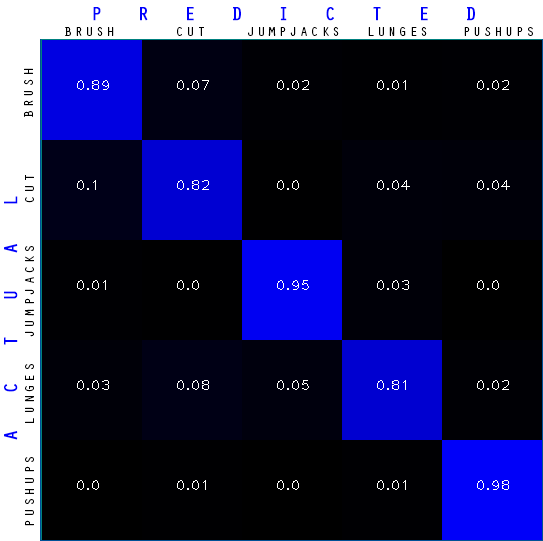 PREDICTED
BRUSH CUT JUMPJACKS LUNGES PUSHUPS
ACTUAL
BRUSH 0.89 0.07 0.02 0.01 0.02
CUT 0.1 0.82 0.0 0.04 0.04
JUMPJACKS 0.01 0.0 0.95 0.03 0.0
LUNGES 0.03 0.08 0.05 0.81 0.02
PUSHUPS 0.0 0.01 0.0 0.01 0.98